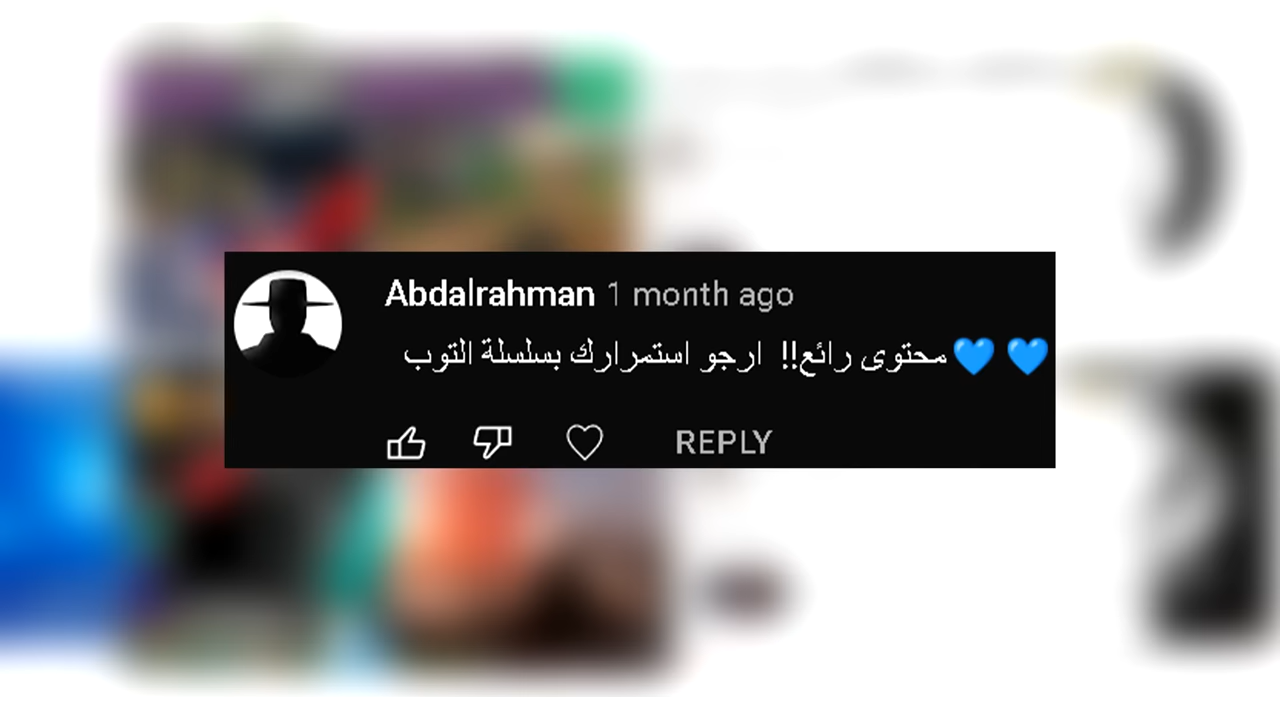 Abdalrahman 1 month ago
💙 💙 محتوى رائع!! ارجو استمرارك بسلسلة التوب
REPLY